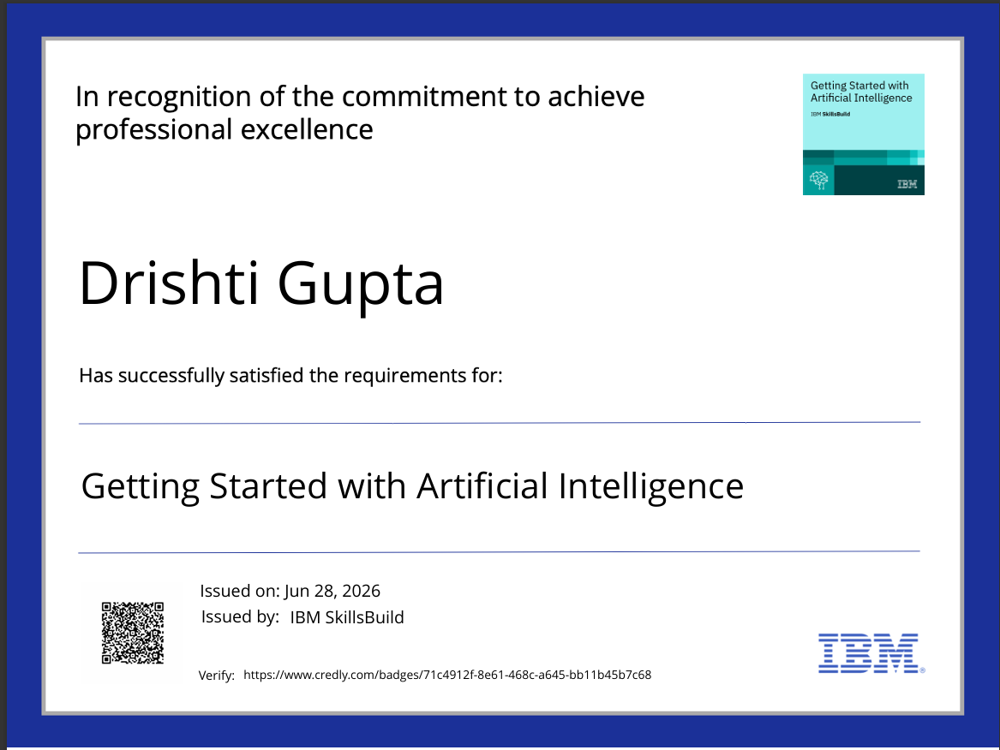 In recognition of the commitment to achieve
professional excellence
Getting Started with
Artificial Intelligence
IBM SkillsBuild
IBM
Drishti Gupta
Has successfully satisfied the requirements for:
Getting Started with Artificial Intelligence
Issued on: Jun 28, 2026
Issued by: IBM SkillsBuild
Verify: https://www.credly.com/badges/71c4912f-8e61-468c-a645-bb11b45b7c68
IBM®